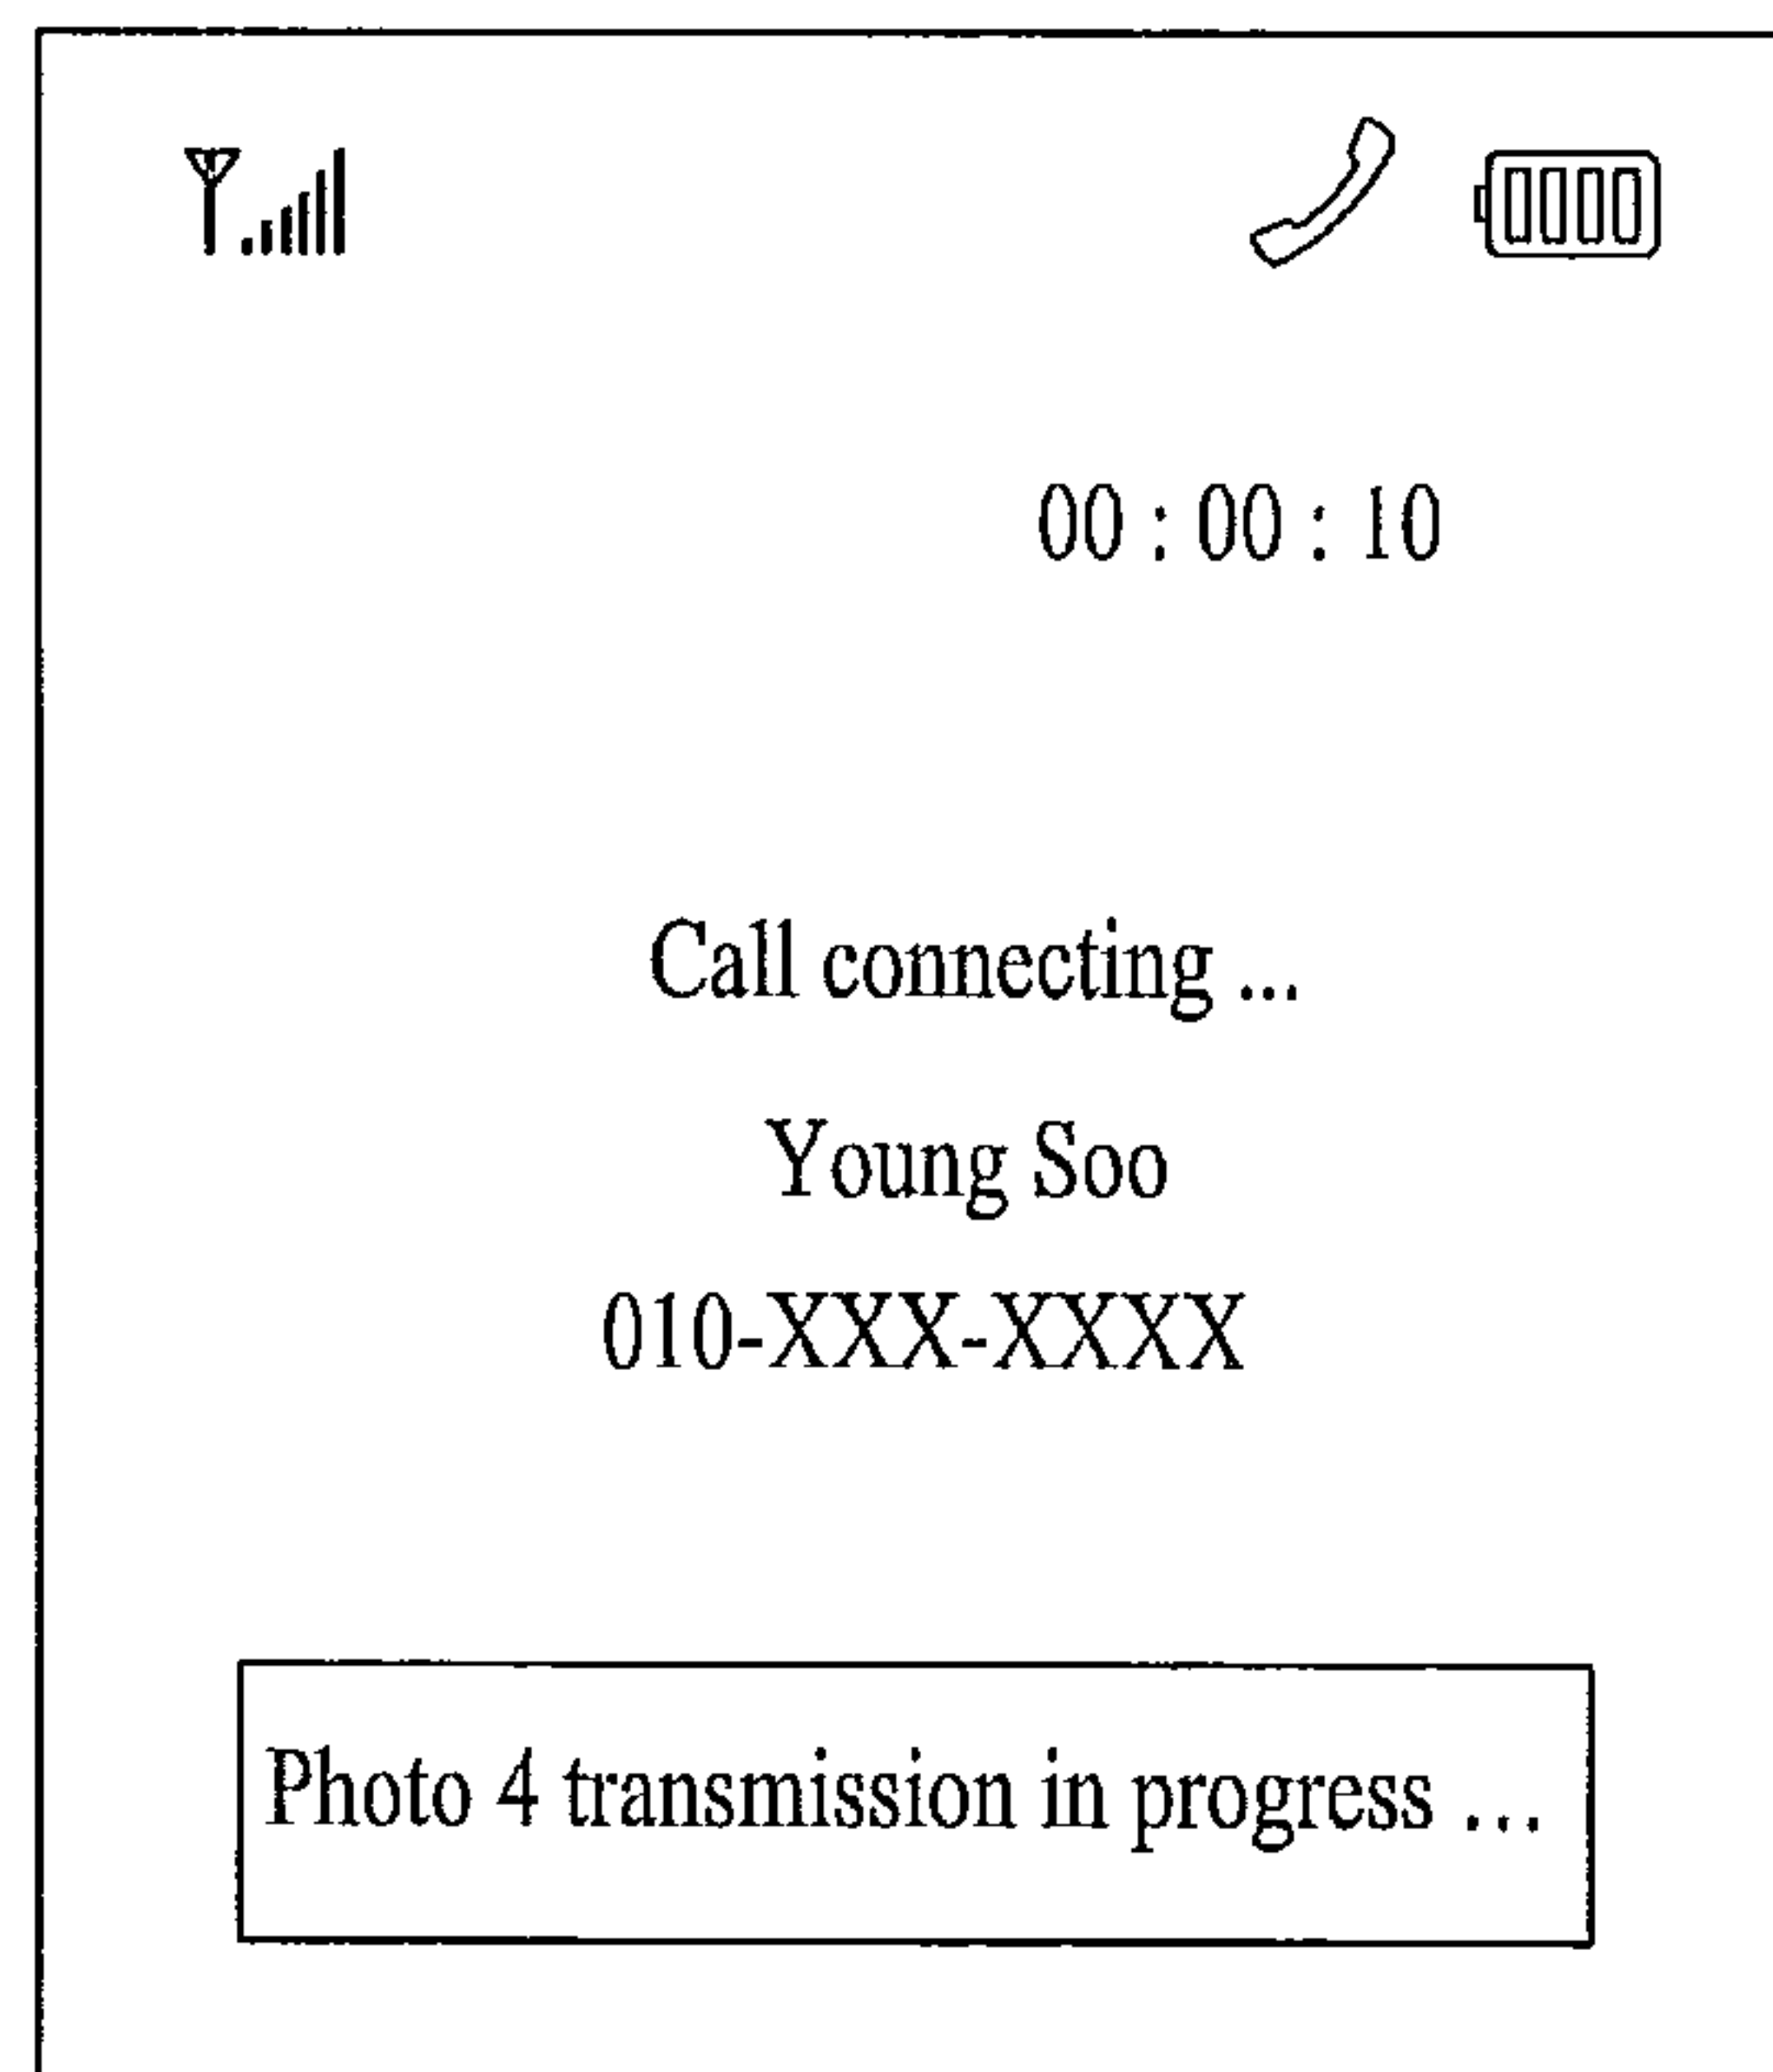 00 : 00 : 10
Call connecting ...
Young Soo
010-XXX-XXXX
Photo 4 transmission in progress ...